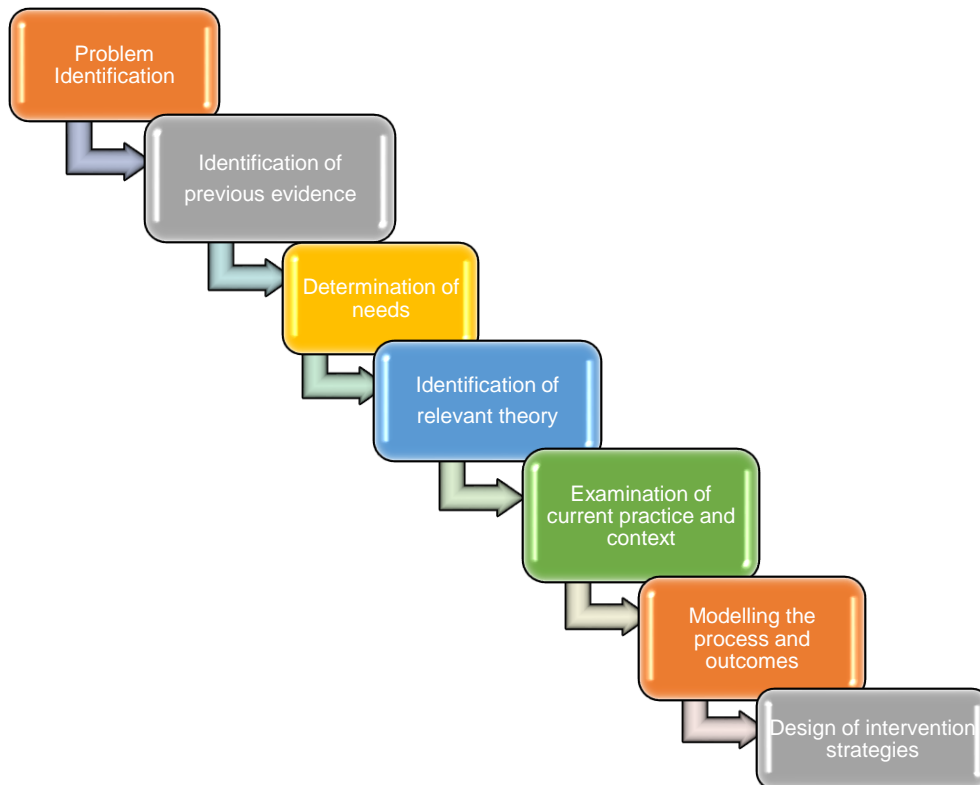 Problem
Identification
Identification of
previous evidence
Determination of
needs
Identification of
relevant theory
Examination of
current practice and
context
Modelling the
process and
outcomes
Design of intervention
strategies